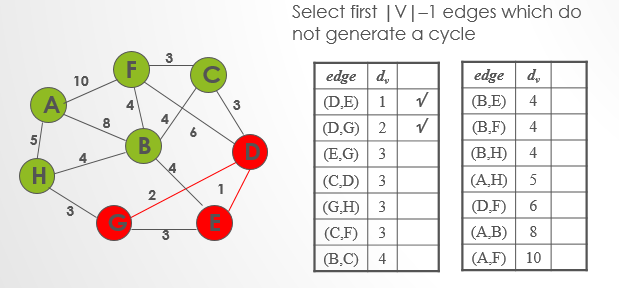 Select first |V|–1 edges which do
not generate a cycle
3
F
C
10
A
4
3
8
4
6
5
B
D
4
H
4
2
1
3
G
E
3
edge dᵥ
(D,E) 1 √
(D,G) 2 √
(E,G) 3
(C,D) 3
(G,H) 3
(C,F) 3
(B,C) 4
edge dᵥ
(B,E) 4
(B,F) 4
(B,H) 4
(A,H) 5
(D,F) 6
(A,B) 8
(A,F) 10